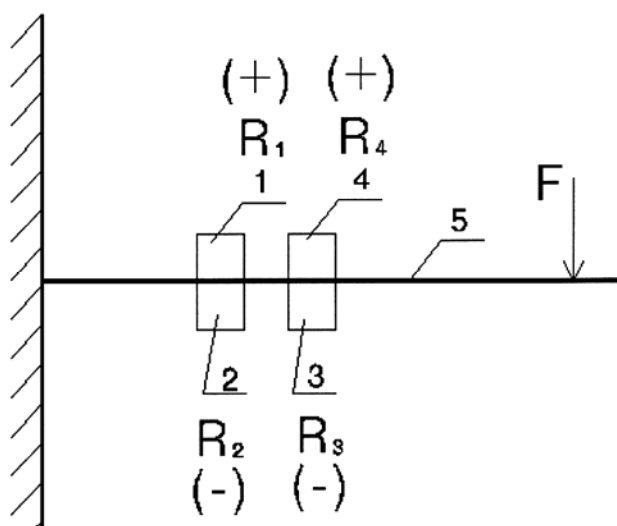 (+) (+)
R₁ R₄
1 4
F
5
2 3
R₂ R₃
(-) (-)